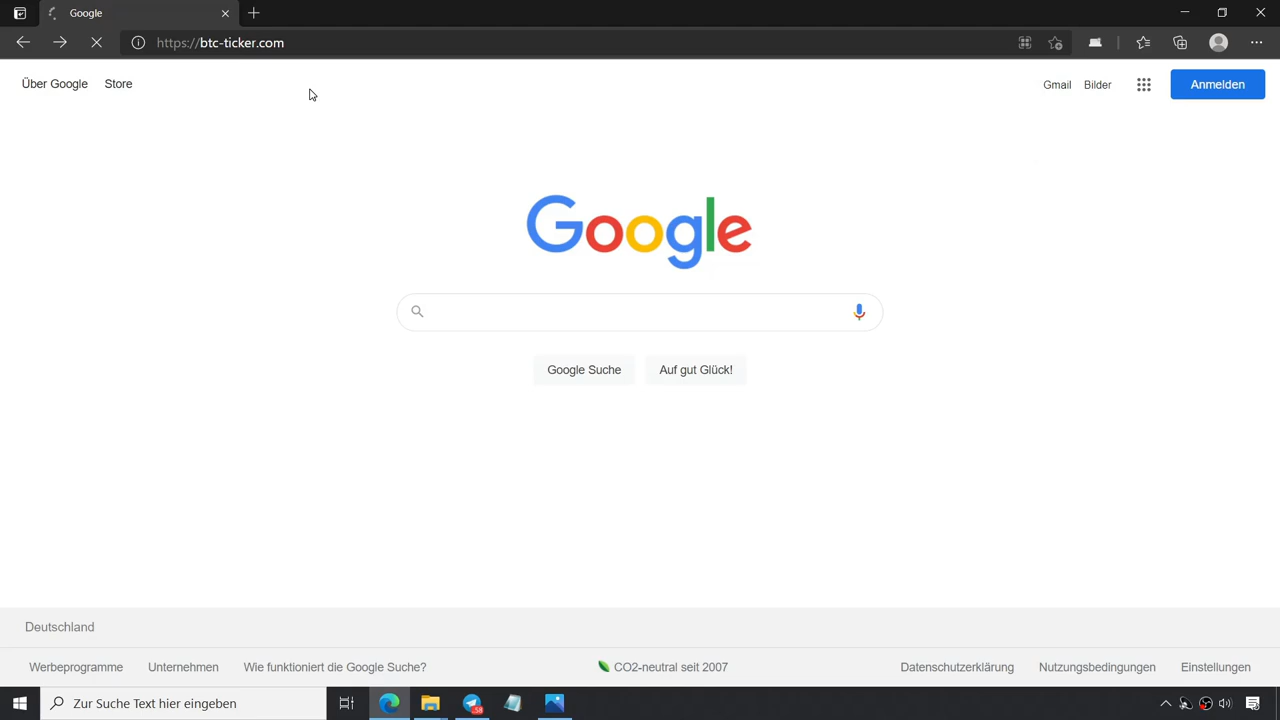 Google
https://btc-ticker.com
Über Google Store
Gmail Bilder Anmelden
Google
Google Suche Auf gut Glück!
Deutschland
Werbeprogramme Unternehmen Wie funktioniert die Google Suche? CO2-neutral seit 2007 Datenschutzerklärung Nutzungsbedingungen Einstellungen
Zur Suche Text hier eingeben